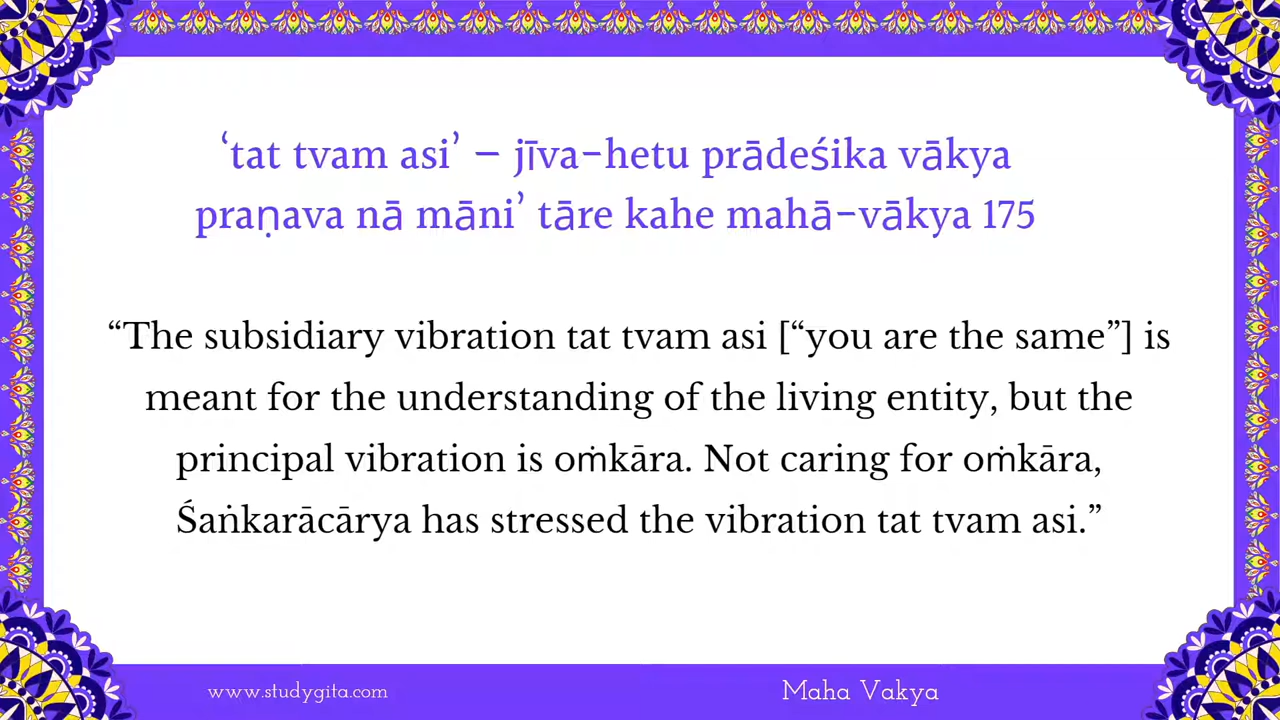 ‘tat tvam asi’ – jīva-hetu prādeśika vākya
praṇava nā māni’ tāre kahe mahā-vākya 175
“The subsidiary vibration tat tvam asi [“you are the same”] is
meant for the understanding of the living entity, but the
principal vibration is oṁkāra. Not caring for oṁkāra,
Śaṅkarācārya has stressed the vibration tat tvam asi.”
www.studygita.com
Maha Vakya